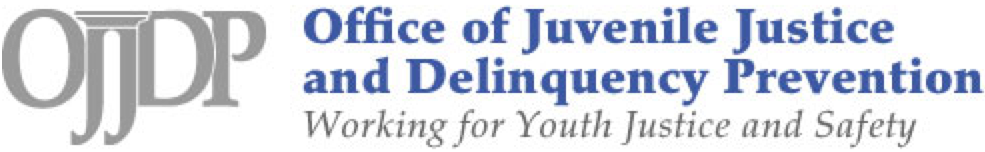 OJJDP
Office of Juvenile Justice
and Delinquency Prevention
Working for Youth Justice and Safety